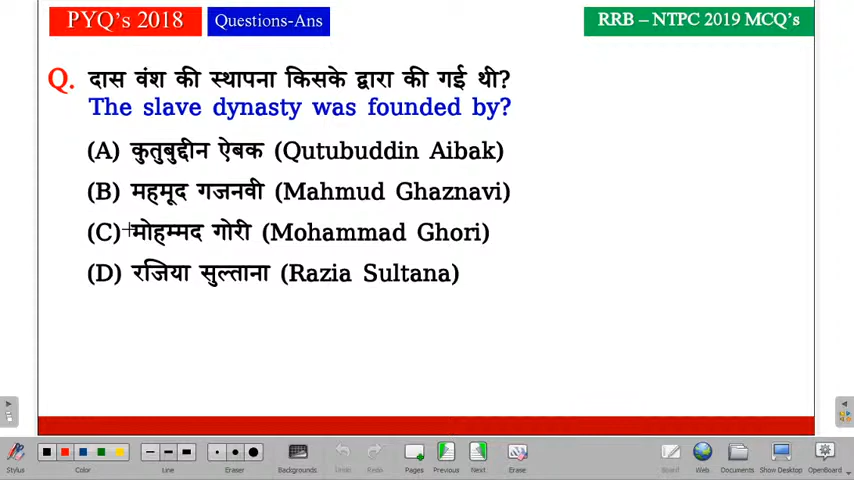 PYQ's 2018 Questions-Ans RRB – NTPC 2019 MCQ's
Q. दास वंश की स्थापना किसके द्वारा की गई थी?
The slave dynasty was founded by?
(A) कुतुबुद्दीन ऐबक (Qutubuddin Aibak)
(B) महमूद गजनवी (Mahmud Ghaznavi)
(C) मोहम्मद गोरी (Mohammad Ghori)
(D) रजिया सुल्ताना (Razia Sultana)
Stylus Color Line Eraser Backgrounds Undo Redo Pages Previous Next Erase Board Web Documents Show Desktop OpenBoard